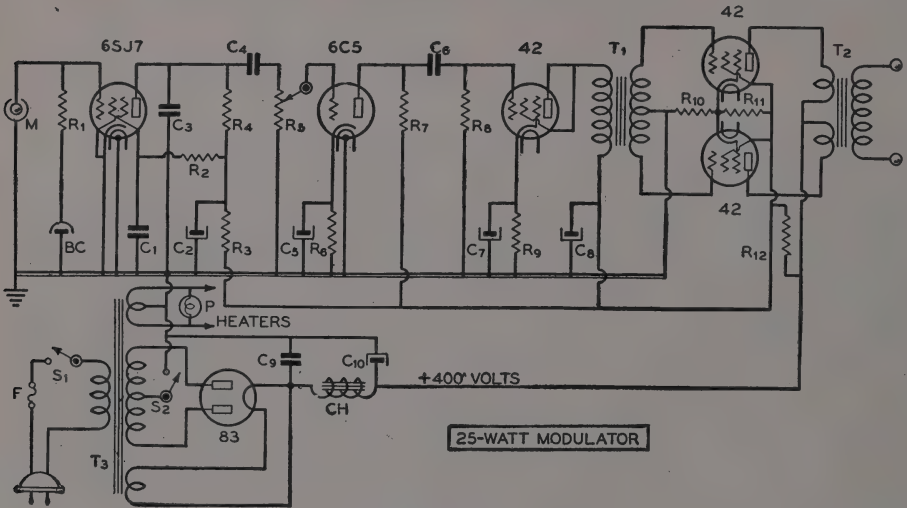 42
6SJ7
C4
6C5
C6
42
T1
T2
M
R1
C3
R4
R5
R7
R8
R10
R11
R2
42
BC
C1
C2
R3
C5
R6
C7
R9
C8
R12
P
HEATERS
S1
F
S2
C9
C10
+400 VOLTS
CH
83
T3
25-WATT MODULATOR